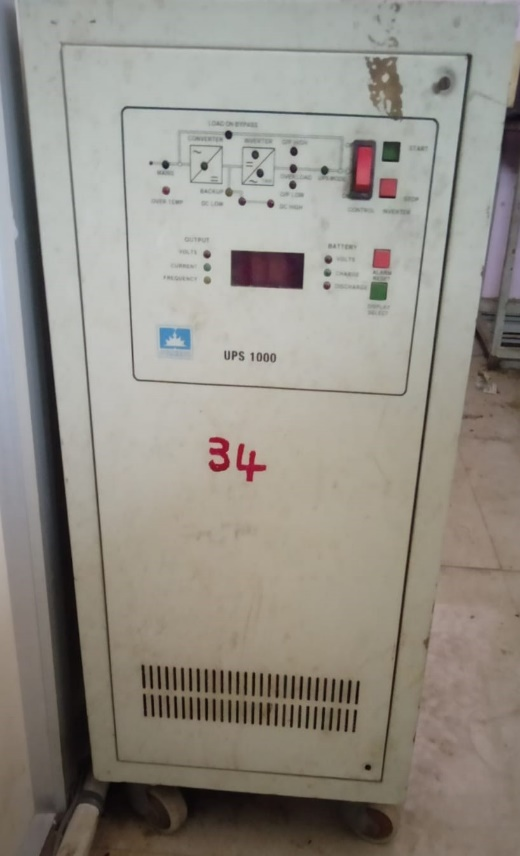 LOAD ON BYPASS
CONVERTER
INVERTER
O/P HIGH
START
MAINS
OVERLOAD
BACKUP
O/P LOW
STOP
OVER TEMP
DC LOW
DC HIGH
CONTROL
INVERTER
OUTPUT
BATTERY
VOLTS
VOLTS
CURRENT
CHARGE
ALARM
RESET
FREQUENCY
DISCHARGE
DISPLAY
SELECT
UPS 1000
34